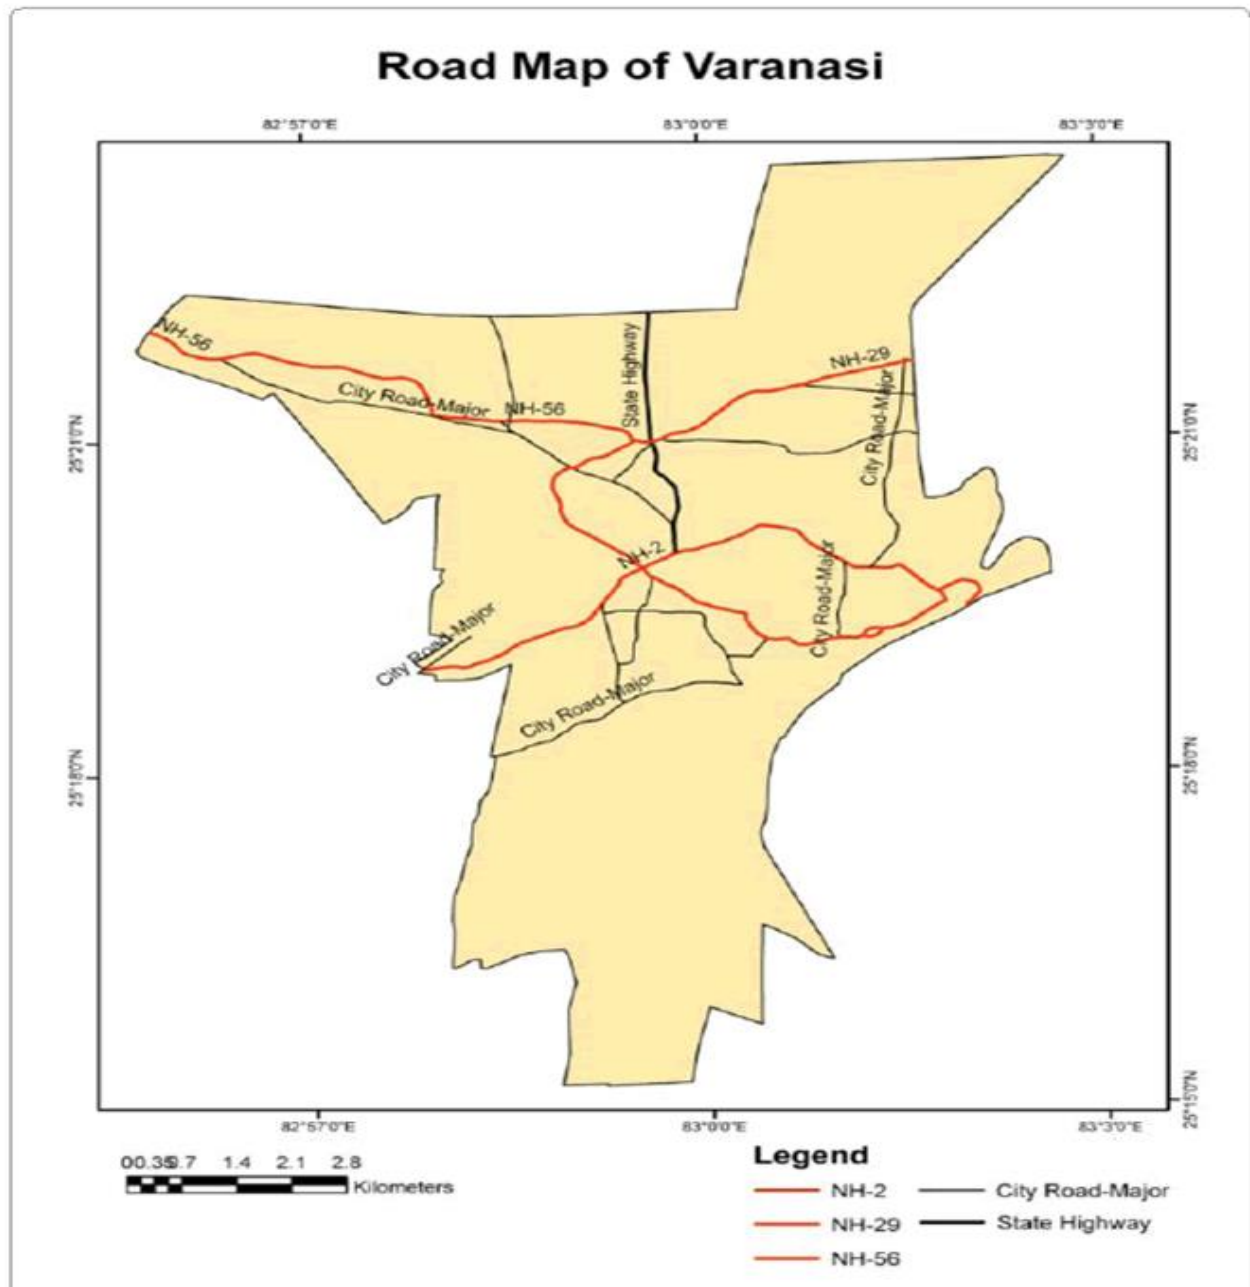 Road Map of Varanasi
82°57'0"E
83°0'0"E
83°3'0"E
NH-56
State Highway
NH-29
City Road-Major
NH-56
City Road-Major
25°21'0"N
25°21'0"N
NH-2
City Road-Major
City Road-Major
City Road-Major
25°18'0"N
25°18'0"N
25°15'0"N
82°57'0"E
83°0'0"E
83°3'0"E
00.350.7 1.4 2.1 2.8
Kilometers
Legend
NH-2
City Road-Major
NH-29
State Highway
NH-56